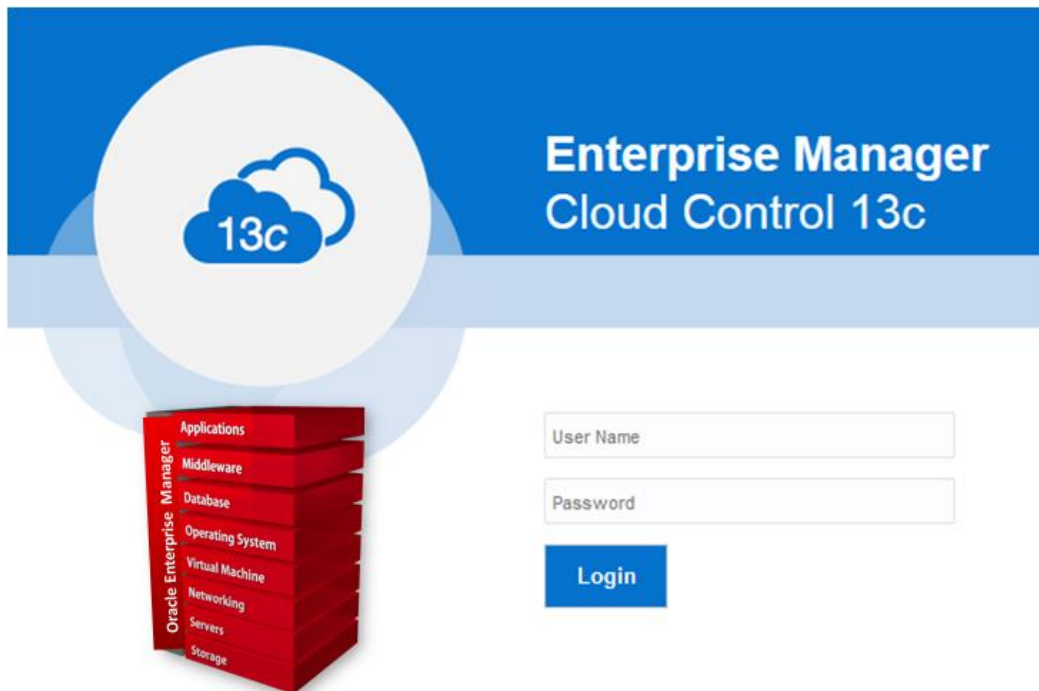 13c
Enterprise Manager
Cloud Control 13c
Oracle Enterprise Manager
Applications
Middleware
Database
Operating System
Virtual Machine
Networking
Servers
Storage
User Name
Password
Login